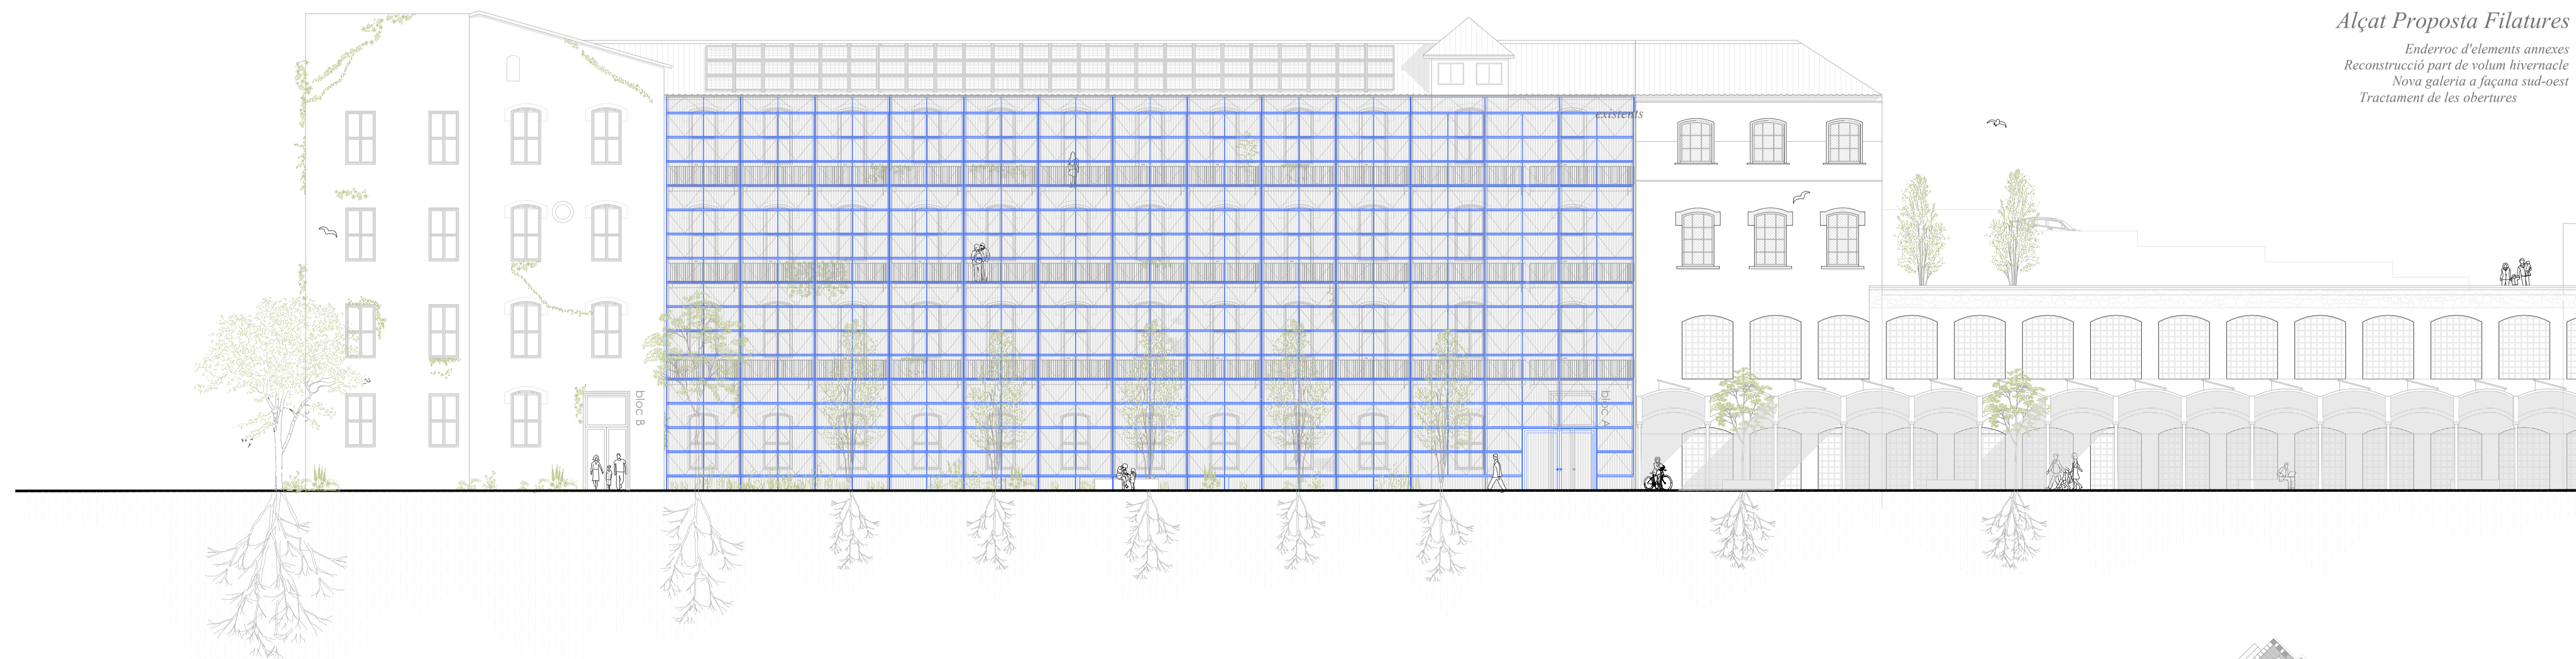 Alçat Proposta Filatures
Enderroc d'elements annexes
Reconstrucció part de volum hivernacle
Nova galeria a façana sud-oest
Tractament de les obertures
existents
bloc B
bloc A